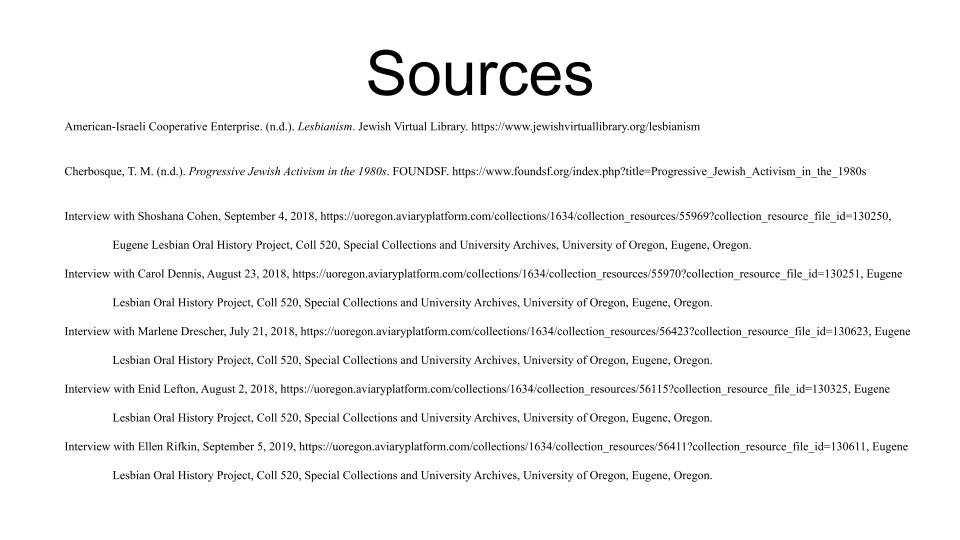 Sources
American-Israeli Cooperative Enterprise. (n.d.). Lesbianism. Jewish Virtual Library. https://www.jewishvirtuallibrary.org/lesbianism
Cherbosque, T. M. (n.d.). Progressive Jewish Activism in the 1980s. FOUNDSF. https://www.foundsf.org/index.php?title=Progressive_Jewish_Activism_in_the_1980s
Interview with Shoshana Cohen, September 4, 2018, https://uoregon.aviaryplatform.com/collections/1634/collection_resources/55969?collection_resource_file_id=130250,
Eugene Lesbian Oral History Project, Coll 520, Special Collections and University Archives, University of Oregon, Eugene, Oregon.
Interview with Carol Dennis, August 23, 2018, https://uoregon.aviaryplatform.com/collections/1634/collection_resources/55970?collection_resource_file_id=130251, Eugene
Lesbian Oral History Project, Coll 520, Special Collections and University Archives, University of Oregon, Eugene, Oregon.
Interview with Marlene Drescher, July 21, 2018, https://uoregon.aviaryplatform.com/collections/1634/collection_resources/56423?collection_resource_file_id=130623, Eugene
Lesbian Oral History Project, Coll 520, Special Collections and University Archives, University of Oregon, Eugene, Oregon.
Interview with Enid Lefton, August 2, 2018, https://uoregon.aviaryplatform.com/collections/1634/collection_resources/56115?collection_resource_file_id=130325, Eugene
Lesbian Oral History Project, Coll 520, Special Collections and University Archives, University of Oregon, Eugene, Oregon.
Interview with Ellen Rifkin, September 5, 2019, https://uoregon.aviaryplatform.com/collections/1634/collection_resources/56411?collection_resource_file_id=130611, Eugene
Lesbian Oral History Project, Coll 520, Special Collections and University Archives, University of Oregon, Eugene, Oregon.